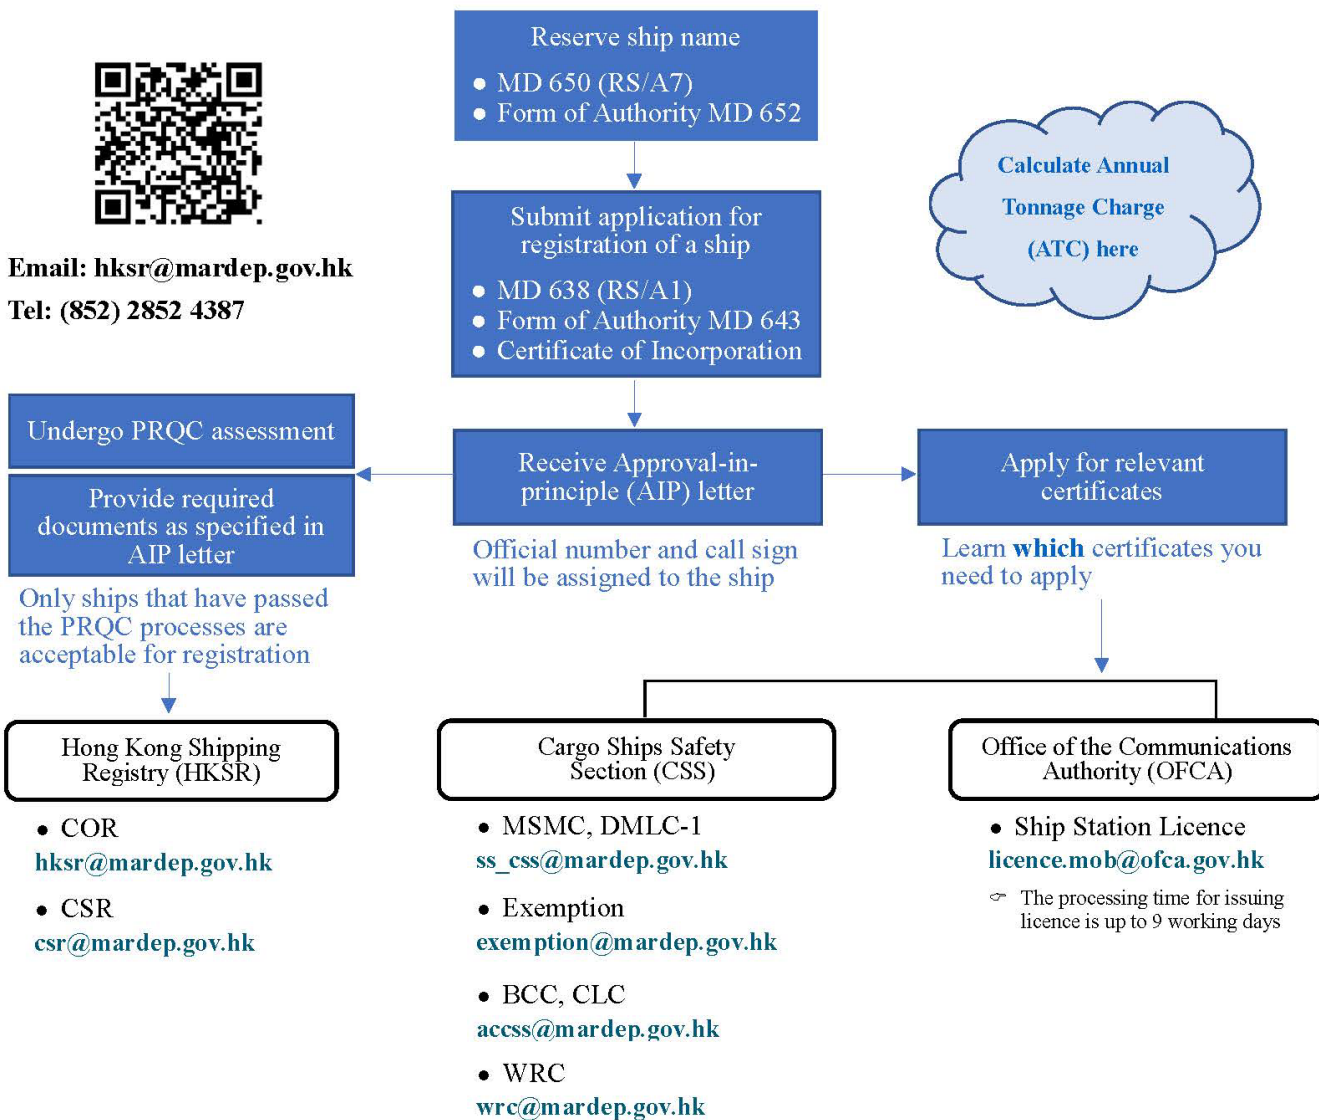 Reserve ship name
● MD 650 (RS/A7)
● Form of Authority MD 652
Email: hksr@mardep.gov.hk
Tel: (852) 2852 4387
Calculate Annual
Tonnage Charge
(ATC) here
Submit application for
registration of a ship
● MD 638 (RS/A1)
● Form of Authority MD 643
● Certificate of Incorporation
Undergo PRQC assessment
Provide required
documents as specified in
AIP letter
Only ships that have passed
the PRQC processes are
acceptable for registration
Receive Approval-in-
principle (AIP) letter
Official number and call sign
will be assigned to the ship
Apply for relevant
certificates
Learn which certificates you
need to apply
Hong Kong Shipping
Registry (HKSR)
● COR
hksr@mardep.gov.hk
● CSR
csr@mardep.gov.hk
Cargo Ships Safety
Section (CSS)
● MSMC, DMLC-1
ss_css@mardep.gov.hk
● Exemption
exemption@mardep.gov.hk
● BCC, CLC
accss@mardep.gov.hk
● WRC
wrc@mardep.gov.hk
Office of the Communications
Authority (OFCA)
● Ship Station Licence
licence.mob@ofca.gov.hk
☞ The processing time for issuing
licence is up to 9 working days